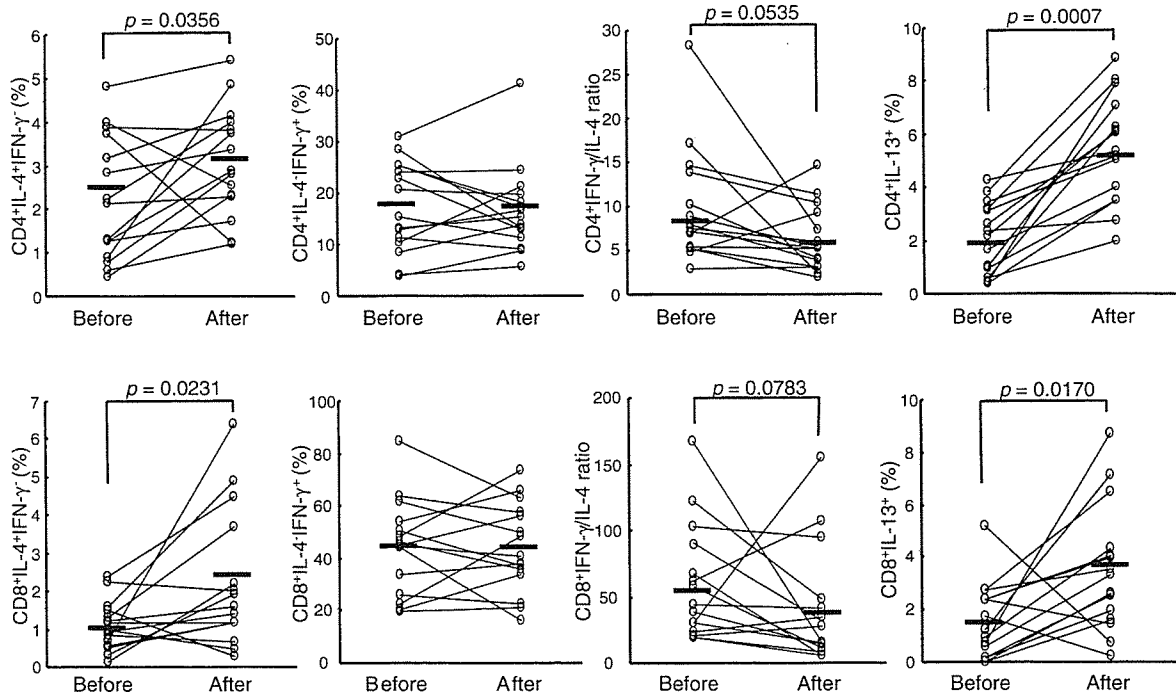 p = 0.0356
CD4⁺IL-4⁺IFN-γ⁻ (%)
6
5
4
3
2
1
0
Before
After
CD4⁺IL-4⁻IFN-γ⁺ (%)
50
40
30
20
10
0
Before
After
p = 0.0535
CD4⁺IFN-γ/IL-4 ratio
30
25
20
15
10
5
0
Before
After
p = 0.0007
CD4⁺IL-13⁺ (%)
10
8
6
4
2
0
Before
After
p = 0.0231
CD8⁺IL-4⁺IFN-γ⁻ (%)
7
6
5
4
3
2
1
0
Before
After
CD8⁺IL-4⁻IFN-γ⁺ (%)
100
80
60
40
20
0
Before
After
p = 0.0783
CD8⁺IFN-γ/IL-4 ratio
200
150
100
50
0
Before
After
p = 0.0170
CD8⁺IL-13⁺ (%)
10
8
6
4
2
0
Before
After